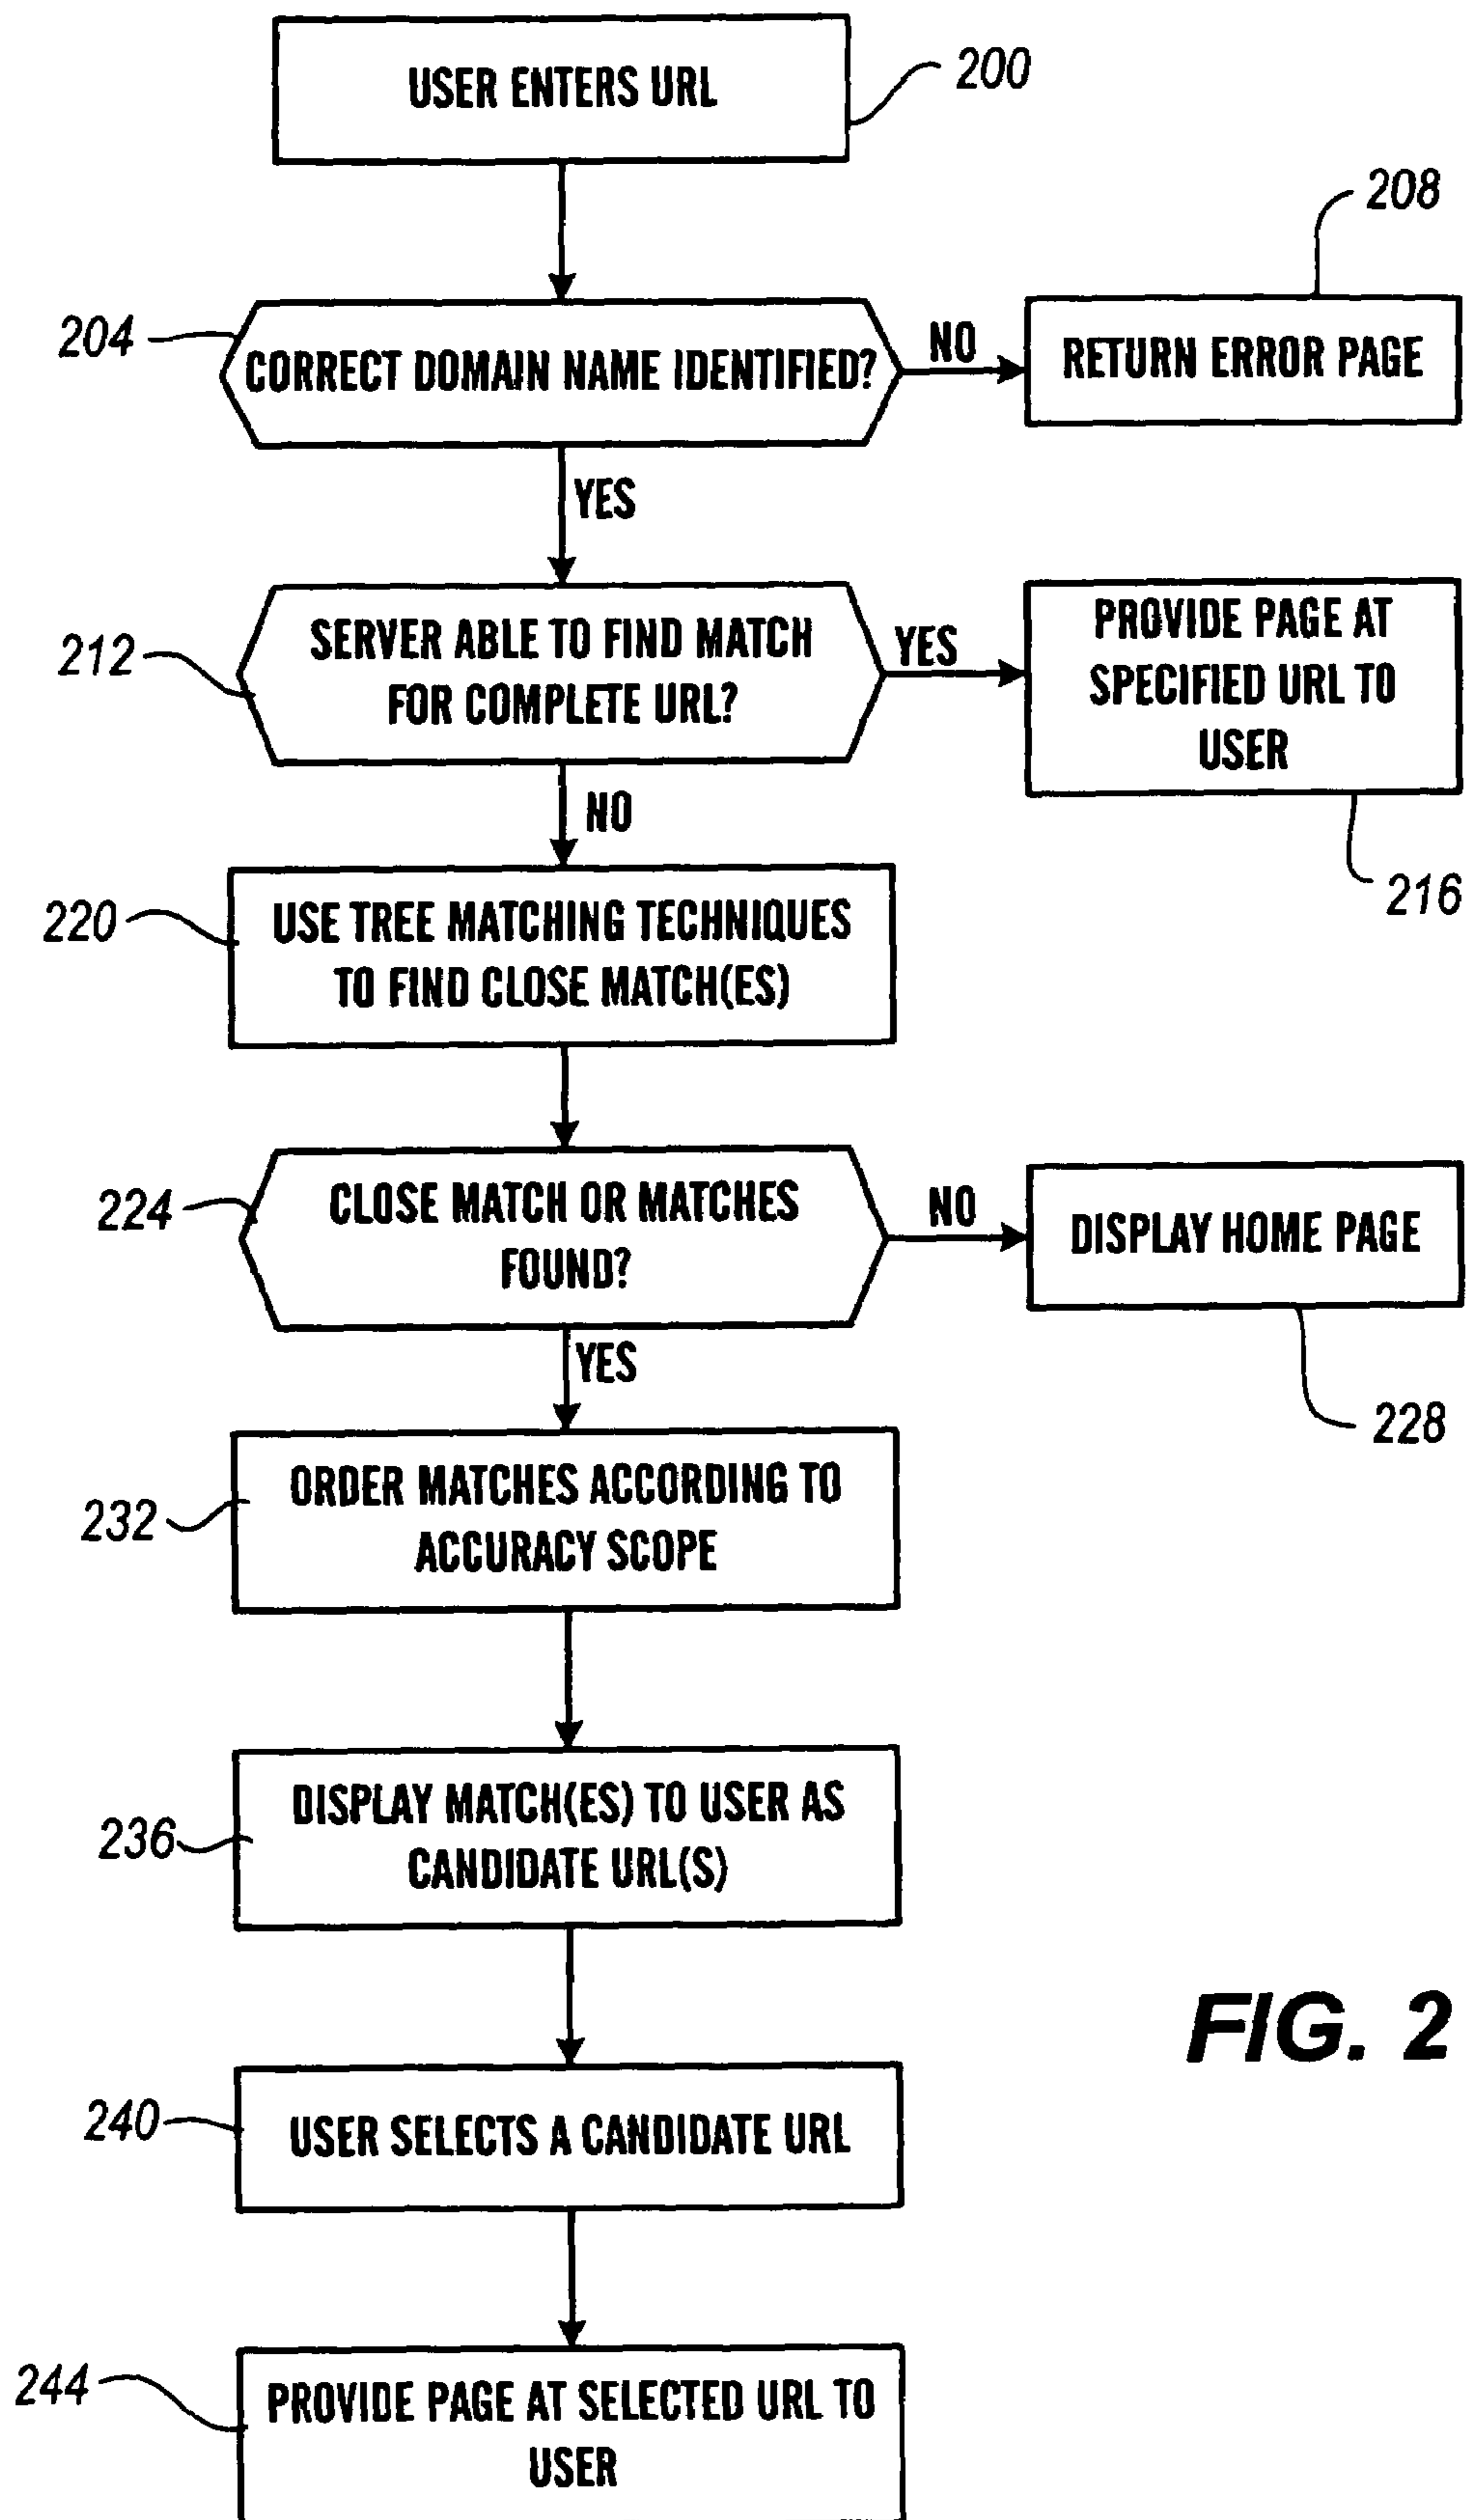 USER ENTERS URL
200
208
204
CORRECT DOMAIN NAME IDENTIFIED?
NO
RETURN ERROR PAGE
YES
212
SERVER ABLE TO FIND MATCH
FOR COMPLETE URL?
YES
PROVIDE PAGE AT
SPECIFIED URL TO
USER
216
NO
220
USE TREE MATCHING TECHNIQUES
TO FIND CLOSE MATCH(ES)
224
CLOSE MATCH OR MATCHES
FOUND?
NO
DISPLAY HOME PAGE
228
YES
232
ORDER MATCHES ACCORDING TO
ACCURACY SCOPE
236
DISPLAY MATCH(ES) TO USER AS
CANDIDATE URL(S)
FIG. 2
240
USER SELECTS A CANDIDATE URL
244
PROVIDE PAGE AT SELECTED URL TO
USER